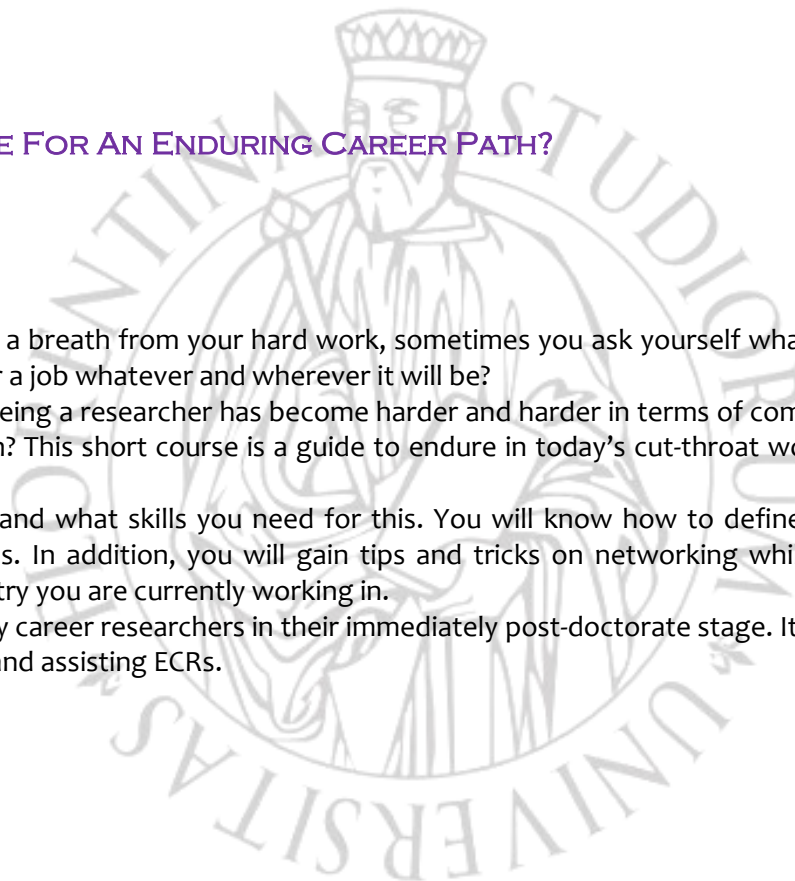 E FOR AN ENDURING CAREER PATH?
a breath from your hard work, sometimes you ask yourself wha
r a job whatever and wherever it will be?
eing a researcher has become harder and harder in terms of com
n? This short course is a guide to endure in today's cut-throat wo
and what skills you need for this. You will know how to define
s. In addition, you will gain tips and tricks on networking whi
try you are currently working in.
y career researchers in their immediately post-doctorate stage. It
and assisting ECRs.
FLORENTINA STUDIORUM UNIVERSITAS